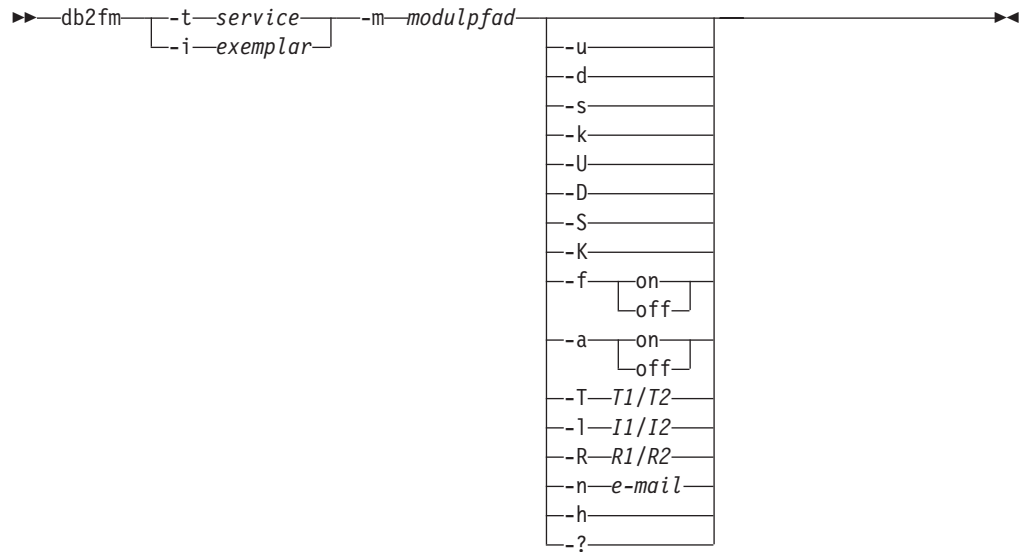 db2fm -t service -m modulpfad
-i exemplar
-u
-d
-s
-k
-U
-D
-S
-K
-f on
off
-a on
off
-T T1/T2
-l I1/I2
-R R1/R2
-n e-mail
-h
-?